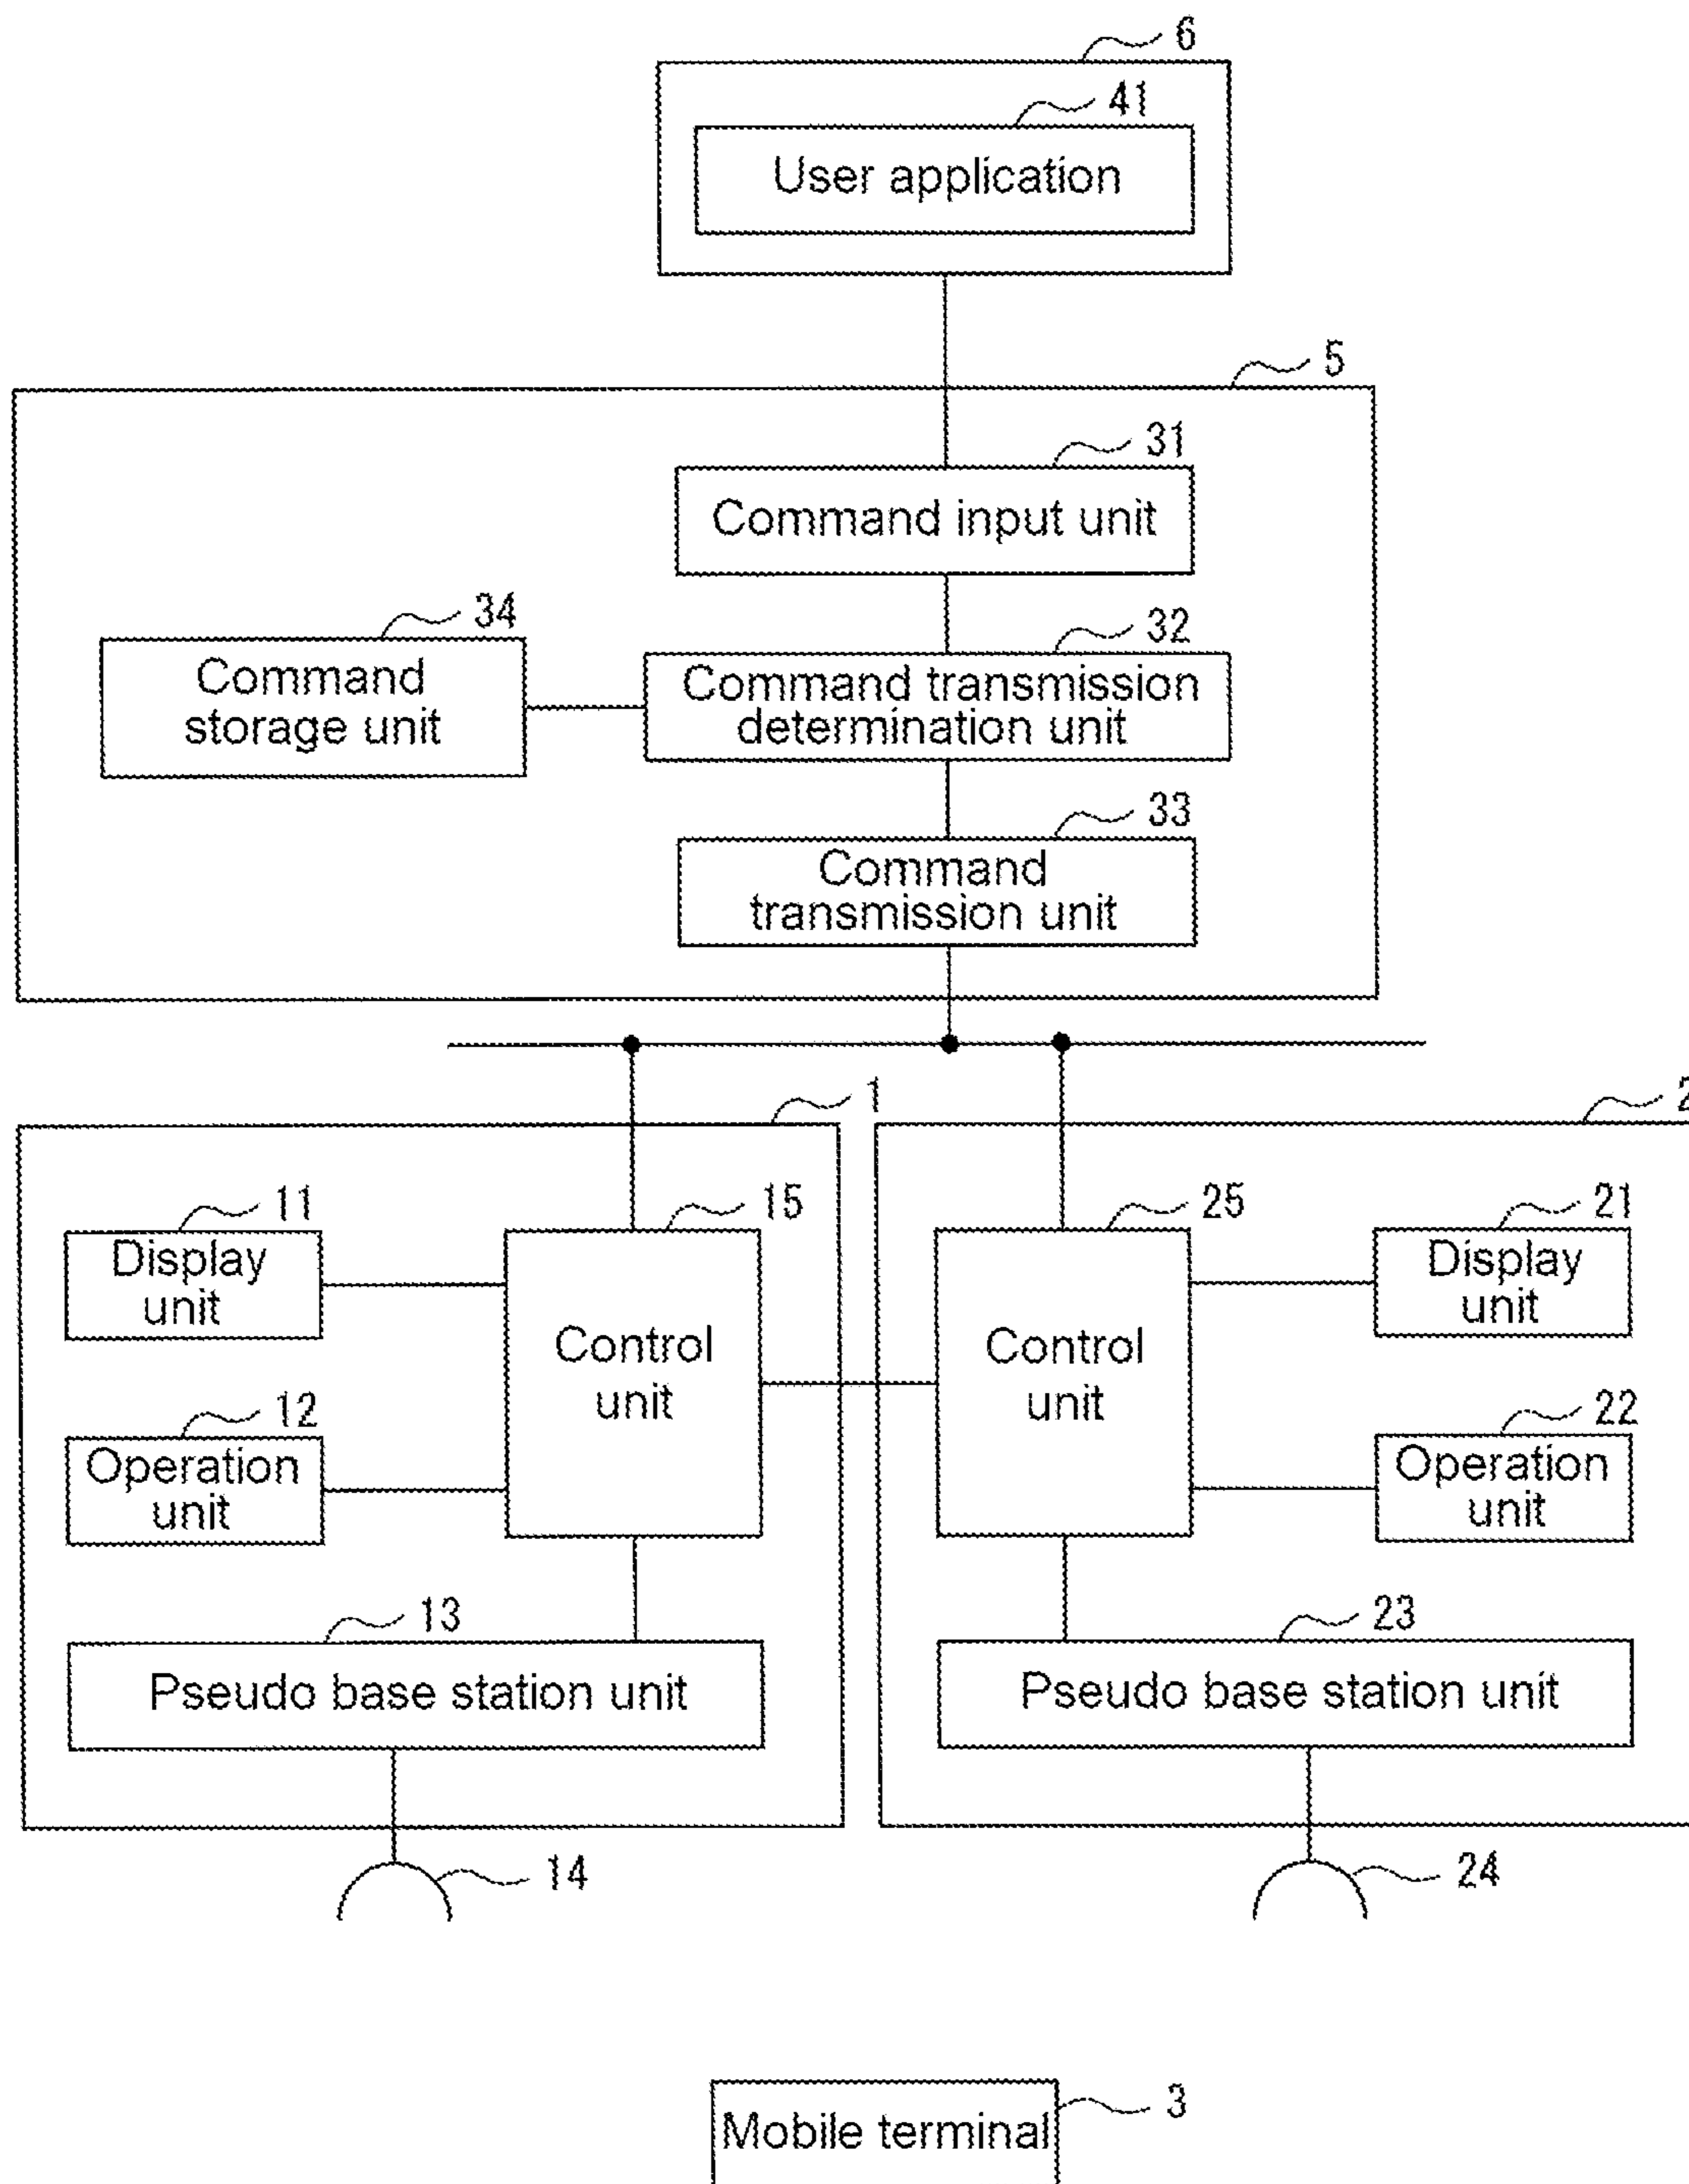 6
41
User application
5
31
Command input unit
34
32
Command
storage unit
Command transmission
determination unit
33
Command
transmission unit
1
2
11
15
25
21
Display
unit
Control
unit
Control
unit
Display
unit
12
22
Operation
unit
Operation
unit
13
23
Pseudo base station unit
Pseudo base station unit
14
24
3
Mobile terminal